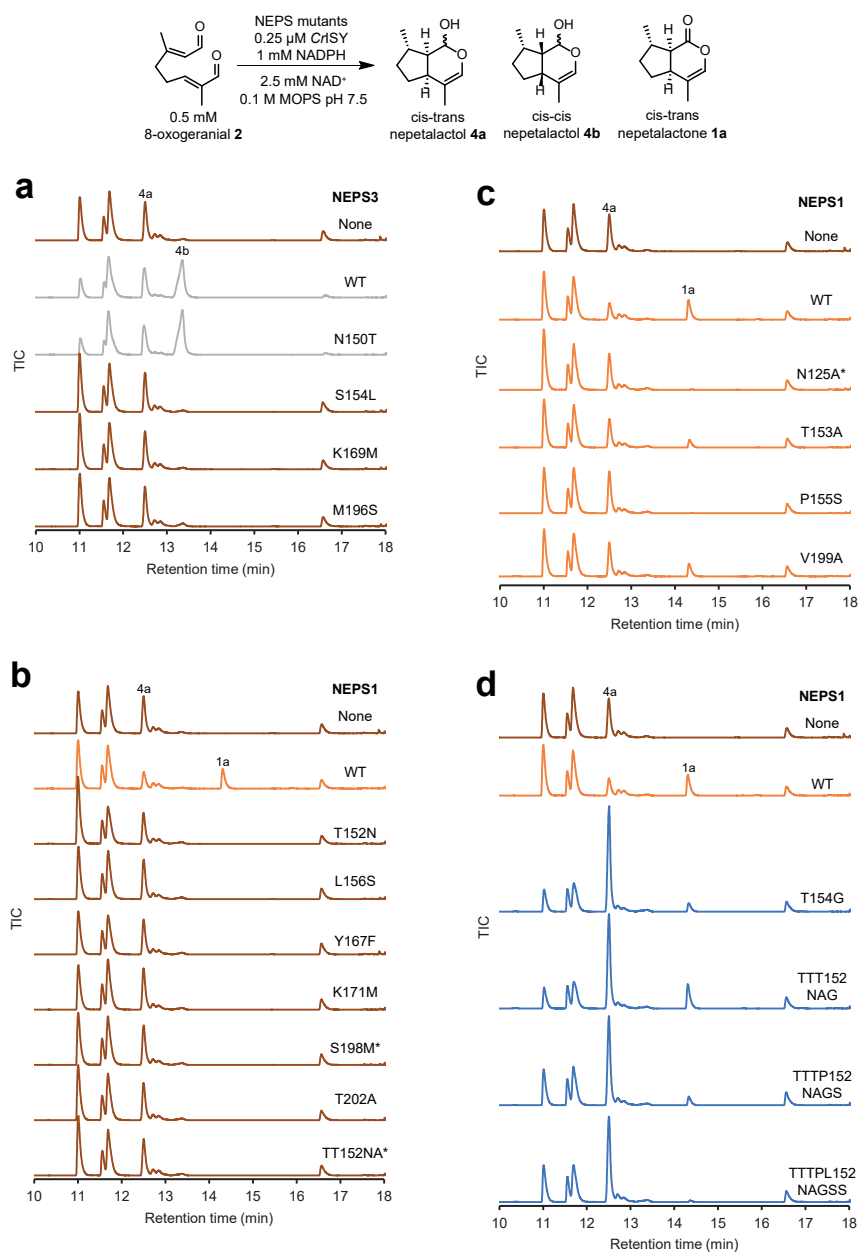 NEPS mutants
0.25 µM CrISY
1 mM NADPH
2.5 mM NAD⁺
0.1 M MOPS pH 7.5
O
O
0.5 mM
8-oxogeranial 2
OH
H
O
H
cis-trans
nepetalactol 4a
OH
H
O
H
cis-cis
nepetalactol 4b
O
H
O
H
cis-trans
nepetalactone 1a
a
NEPS3
4a
None
4b
WT
N150T
S154L
K169M
M196S
TIC
10 11 12 13 14 15 16 17 18
Retention time (min)
c
NEPS1
4a
None
1a
WT
N125A*
T153A
P155S
V199A
TIC
10 11 12 13 14 15 16 17 18
Retention time (min)
b
NEPS1
4a
None
1a
WT
T152N
L156S
Y167F
K171M
S198M*
T202A
TT152NA*
TIC
10 11 12 13 14 15 16 17 18
Retention time (min)
d
NEPS1
4a
None
1a
WT
T154G
TTT152
NAG
TTTP152
NAGS
TTTPL152
NAGSS
TIC
10 11 12 13 14 15 16 17 18
Retention time (min)